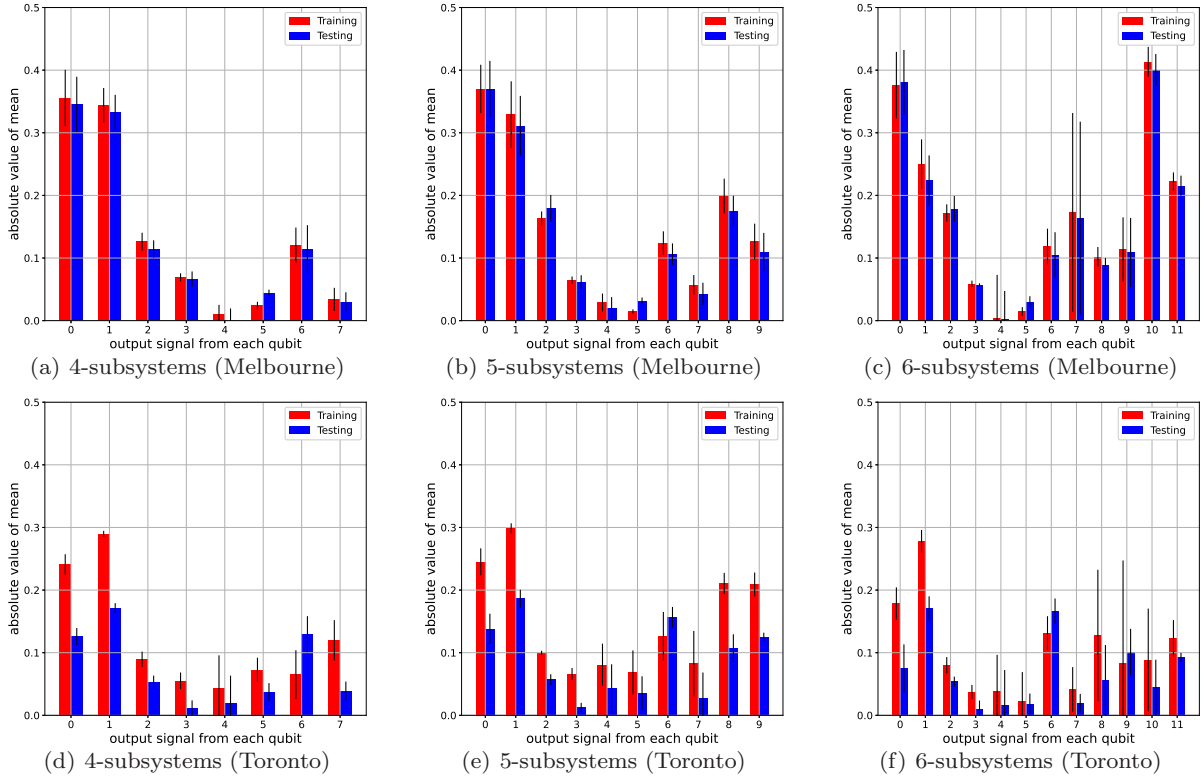 0.5
0.4
0.3
0.2
0.1
0.0
absolute value of mean
Training
Testing
0 1 2 3 4 5 6 7
output signal from each qubit
(a) 4-subsystems (Melbourne)
0.5
0.4
0.3
0.2
0.1
0.0
absolute value of mean
Training
Testing
0 1 2 3 4 5 6 7 8 9
output signal from each qubit
(b) 5-subsystems (Melbourne)
0.5
0.4
0.3
0.2
0.1
0.0
absolute value of mean
Training
Testing
0 1 2 3 4 5 6 7 8 9 10 11
output signal from each qubit
(c) 6-subsystems (Melbourne)
0.5
0.4
0.3
0.2
0.1
0.0
absolute value of mean
Training
Testing
0 1 2 3 4 5 6 7
output signal from each qubit
(d) 4-subsystems (Toronto)
0.5
0.4
0.3
0.2
0.1
0.0
absolute value of mean
Training
Testing
0 1 2 3 4 5 6 7 8 9
output signal from each qubit
(e) 5-subsystems (Toronto)
0.5
0.4
0.3
0.2
0.1
0.0
absolute value of mean
Training
Testing
0 1 2 3 4 5 6 7 8 9 10 11
output signal from each qubit
(f) 6-subsystems (Toronto)